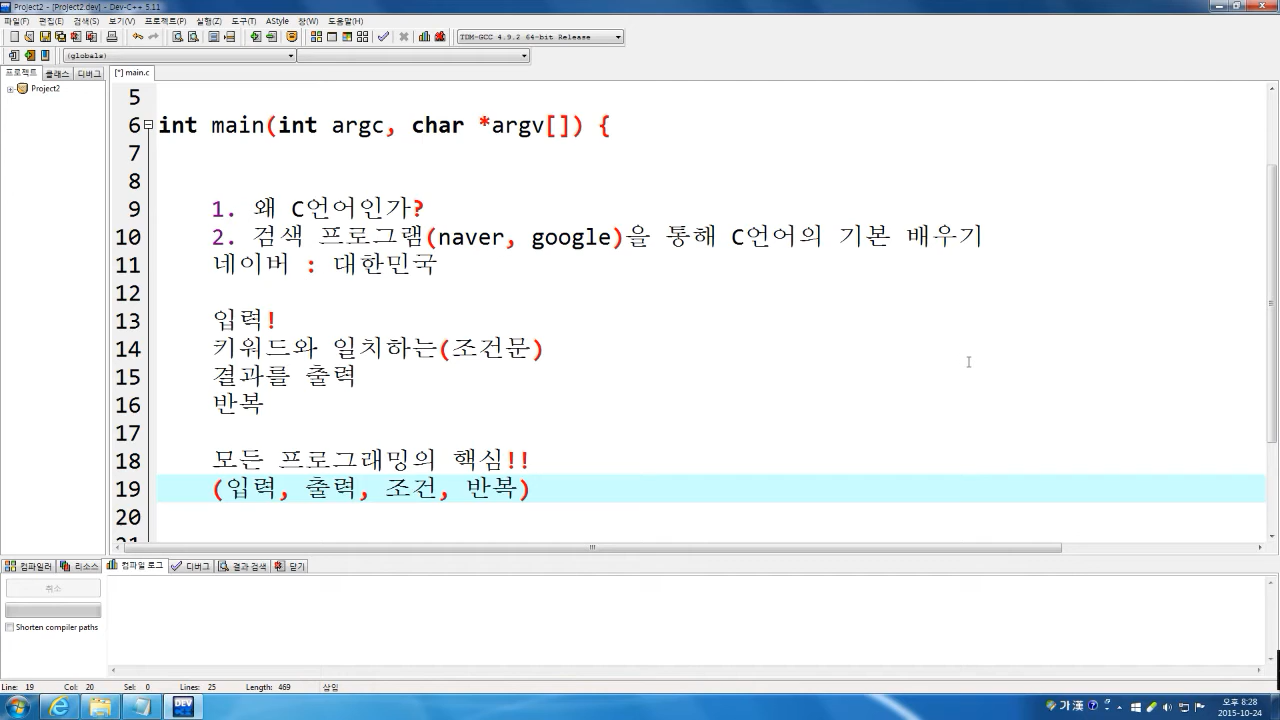 Project2 - [Project2.dev] - Dev-C++ 5.11
파일(F) 편집(E) 검색(S) 보기(V) 프로젝트(P) 실행(Z) 도구(T) AStyle 창(W) 도움말(H)
TDM-GCC 4.9.2 64-bit Release
(globals)
프로젝트 클래스 디버그 [*] main.c
Project2
5
6 int main(int argc, char *argv[]) {
7
8
9 1. 왜 C언어인가?
10 2. 검색 프로그램(naver, google)을 통해 C언어의 기본 배우기
11 네이버 : 대한민국
12
13 입력!
14 키워드와 일치하는(조건문)
15 결과를 출력
16 반복
17
18 모든 프로그래밍의 핵심!!
19 (입력, 출력, 조건, 반복)
20
21
컴파일러 리소스 컴파일 로그 디버그 결과 검색 닫기
취소
Shorten compiler paths
Line: 19 Col: 20 Sel: 0 Lines: 25 Length: 469 삽입
DEV 가 漢 오후 8:28
2015-10-24